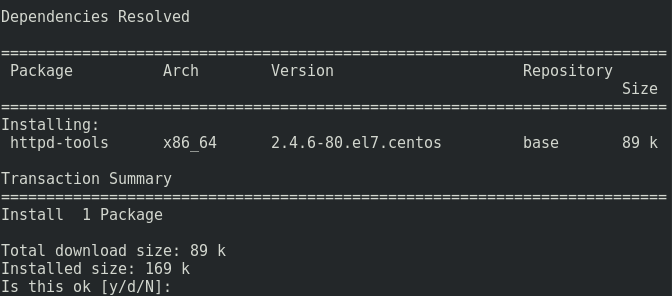 Dependencies Resolved
==========================================================================
 Package          Arch        Version                     Repository
                                                                     Size
==========================================================================
Installing:
 httpd-tools      x86_64      2.4.6-80.el7.centos         base       89 k
Transaction Summary
==========================================================================
Install  1 Package
Total download size: 89 k
Installed size: 169 k
Is this ok [y/d/N]: